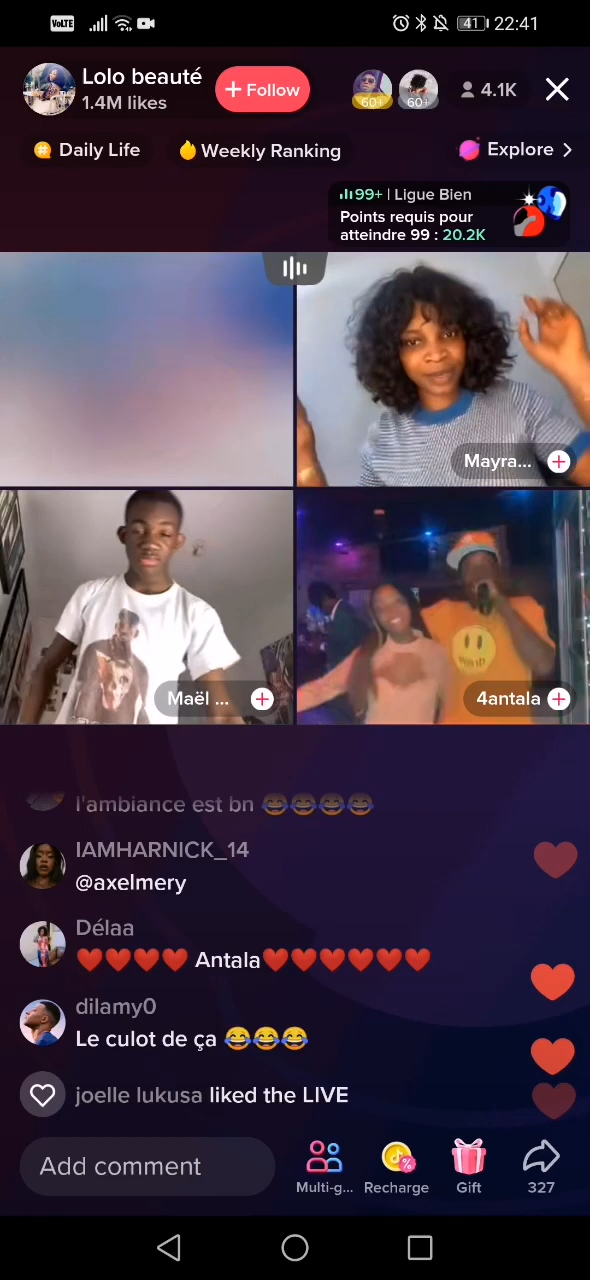 VoLTE 41 22:41
Lolo beauté
1.4M likes
+ Follow
60+ 60+
4.1K
Daily Life
Weekly Ranking
Explore >
99+ | Ligue Bien
Points requis pour
atteindre 99 : 20.2K
Mayra...
Maël ...
4antala
l'ambiance est bn 😂😂😂😂
IAMHARNICK_14
@axelmery
Délaa
❤️❤️❤️❤️ Antala❤️❤️❤️❤️❤️❤️
dilamy0
Le culot de ça 😂😂😂
joelle lukusa liked the LIVE
Add comment
Multi-g...
Recharge
Gift
327